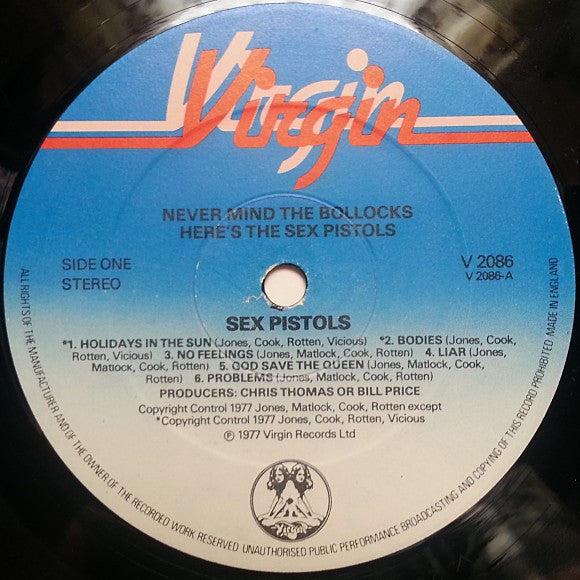 Virgin
NEVER MIND THE BOLLOCKS
HERE'S THE SEX PISTOLS
SIDE ONE
STEREO
V 2086
V 2086-A
SEX PISTOLS
*1. HOLIDAYS IN THE SUN (Jones, Cook, Rotten, Vicious) *2. BODIES (Jones, Cook,
Rotten, Vicious) 3. NO FEELINGS (Jones, Matlock, Cook, Rotten) 4. LIAR (Jones,
Matlock, Cook, Rotten) 5. GOD SAVE THE QUEEN (Jones, Matlock, Cook, Rotten)
6. PROBLEMS (Jones, Matlock, Cook, Rotten)
PRODUCERS: CHRIS THOMAS OR BILL PRICE
Copyright Control 1977 Jones, Matlock, Cook, Rotten except
*Copyright Control 1977 Jones, Cook, Rotten, Vicious
℗ 1977 Virgin Records Ltd
Virgin
ALL RIGHTS OF THE MANUFACTURER AND OF THE OWNER OF THE RECORDED WORK RESERVED UNAUTHORISED PUBLIC PERFORMANCE BROADCASTING AND COPYING OF THIS RECORD PROHIBITED MADE IN ENGLAND